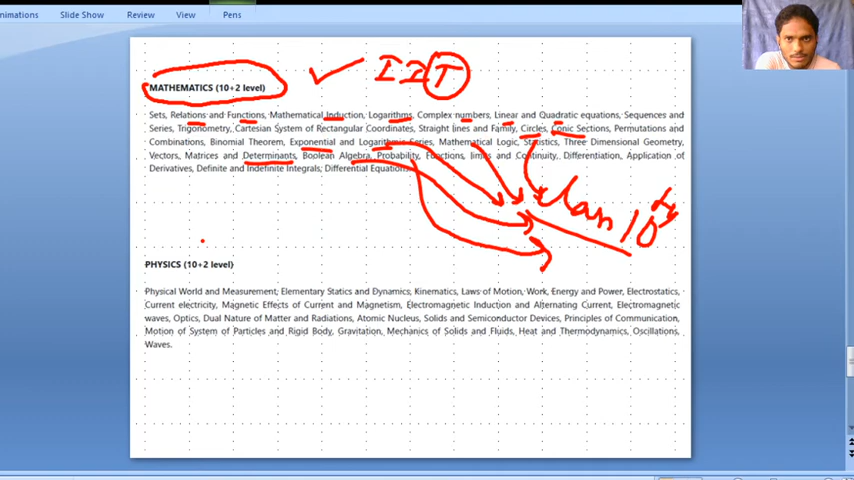 nimations Slide Show Review View Pens
IIT
MATHEMATICS (10+2 level)
Sets, Relations and Functions, Mathematical Induction, Logarithms, Complex numbers, Linear and Quadratic equations, Sequences and
Series, Trigonometry, Cartesian System of Rectangular Coordinates, Straight lines and Family, Circles, Conic Sections, Permutations and
Combinations, Binomial Theorem, Exponential and Logarithmic Series, Mathematical Logic, Statistics, Three Dimensional Geometry,
Vectors, Matrices and Determinants, Boolean Algebra, Probability, Functions, limits and Continuity, Differentiation, Application of
Derivatives, Definite and Indefinite Integrals; Differential Equations
class 10th
PHYSICS (10+2 level)
Physical World and Measurement, Elementary Statics and Dynamics, Kinematics, Laws of Motion, Work, Energy and Power, Electrostatics,
Current electricity, Magnetic Effects of Current and Magnetism, Electromagnetic Induction and Alternating Current, Electromagnetic
waves, Optics, Dual Nature of Matter and Radiations, Atomic Nucleus, Solids and Semiconductor Devices, Principles of Communication,
Motion of System of Particles and Rigid Body, Gravitation, Mechanics of Solids and Fluids, Heat and Thermodynamics, Oscillations,
Waves.